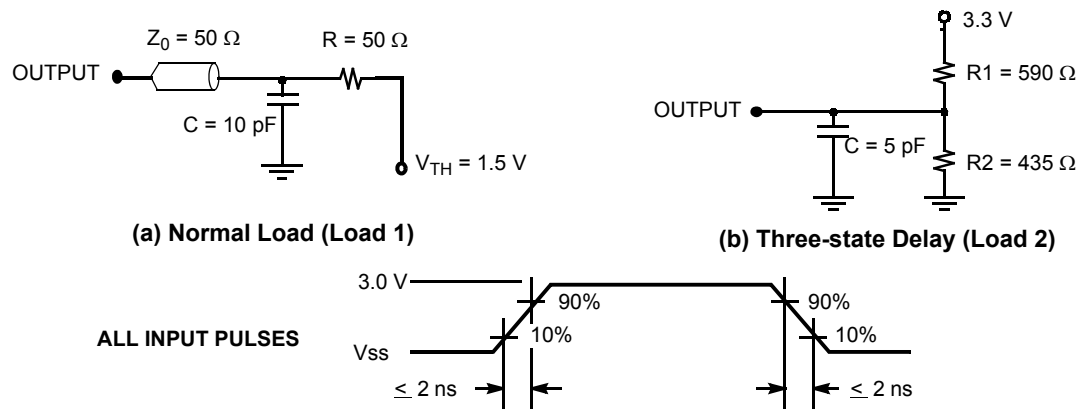 Z0 = 50 Ω
R = 50 Ω
OUTPUT
C = 10 pF
VTH = 1.5 V
(a) Normal Load (Load 1)
3.3 V
R1 = 590 Ω
OUTPUT
C = 5 pF
R2 = 435 Ω
(b) Three-state Delay (Load 2)
3.0 V
90%
90%
ALL INPUT PULSES
10%
10%
Vss
≤ 2 ns
≤ 2 ns